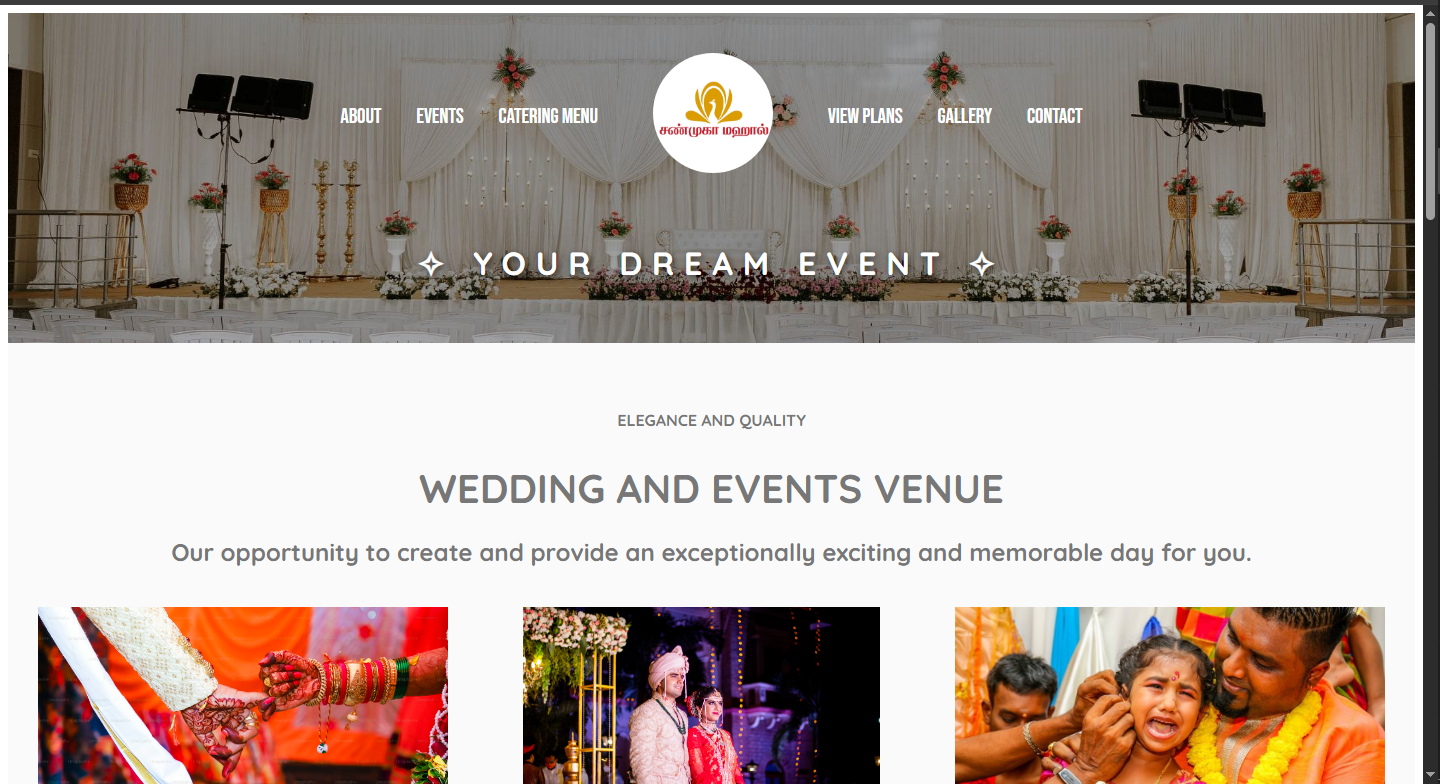 ABOUT EVENTS CATERING MENU
சண்முகா மஹால்
VIEW PLANS GALLERY CONTACT
✧ YOUR DREAM EVENT ✧
ELEGANCE AND QUALITY
WEDDING AND EVENTS VENUE
Our opportunity to create and provide an exceptionally exciting and memorable day for you.